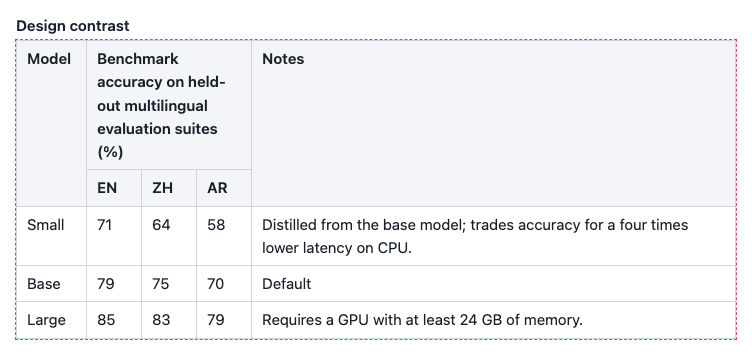 Design contrast
Model
Benchmark
accuracy on held-
out multilingual
evaluation suites
(%)
Notes
EN ZH AR
Small 71 64 58 Distilled from the base model; trades accuracy for a four times
lower latency on CPU.
Base 79 75 70 Default
Large 85 83 79 Requires a GPU with at least 24 GB of memory.